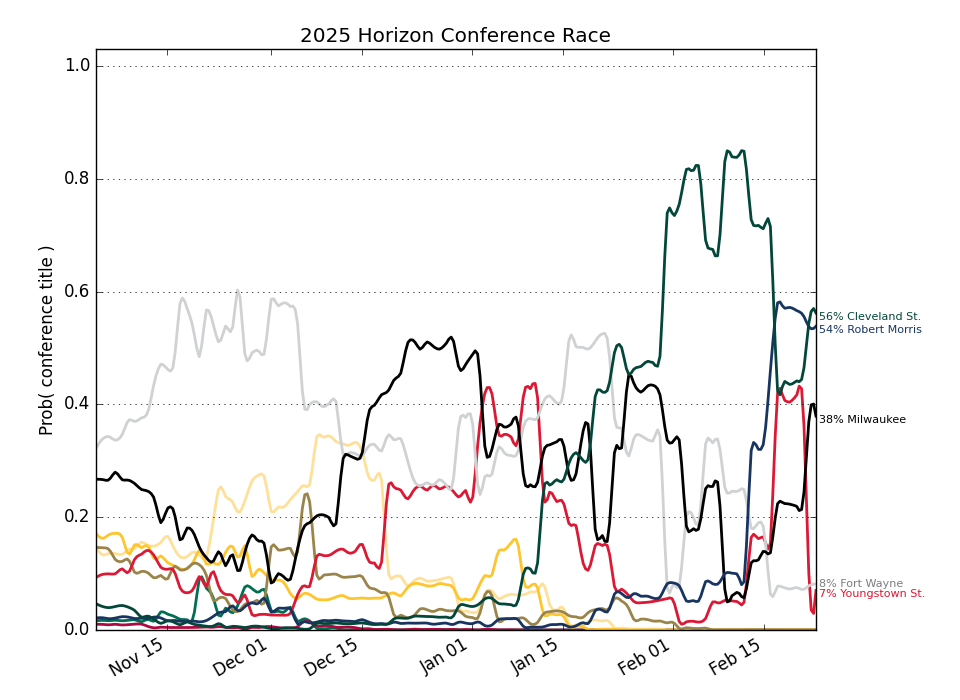 2025 Horizon Conference Race
Prob( conference title )
1.0
0.8
0.6
0.4
0.2
0.0
Nov 15
Dec 01
Dec 15
Jan 01
Jan 15
Feb 01
Feb 15
56% Cleveland St.
54% Robert Morris
38% Milwaukee
8% Fort Wayne
7% Youngstown St.